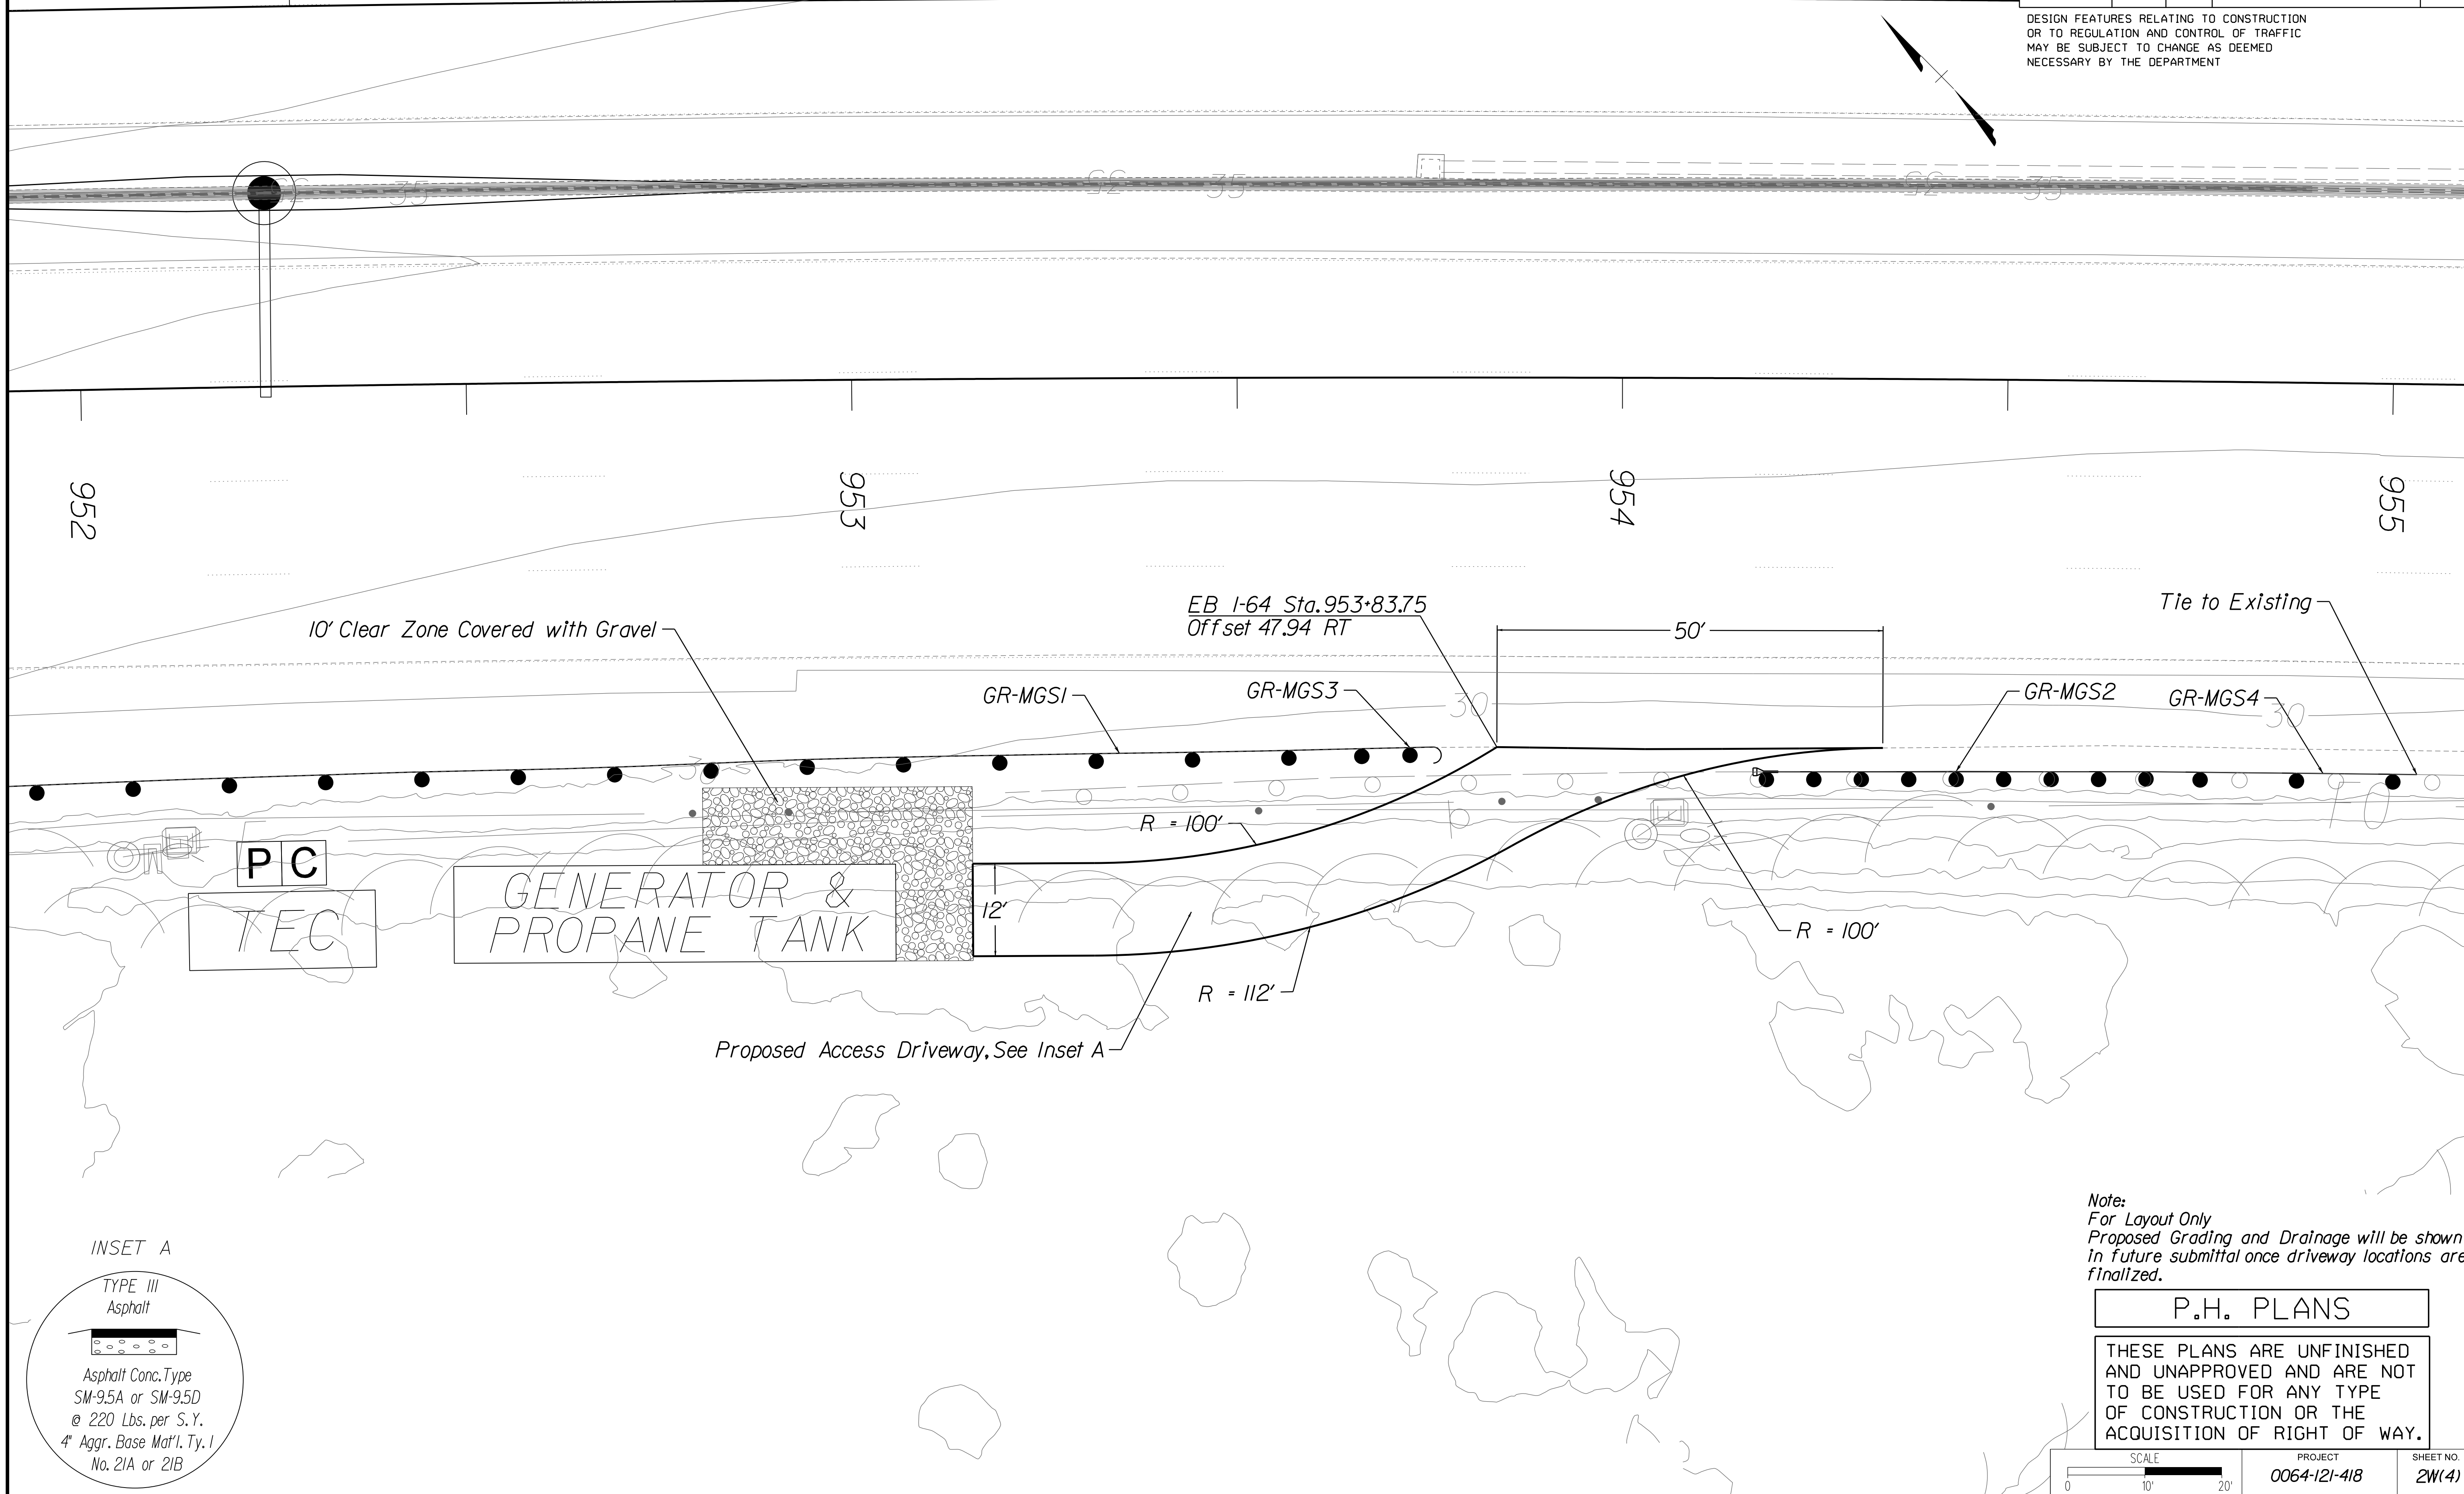 DESIGN FEATURES RELATING TO CONSTRUCTION
OR TO REGULATION AND CONTROL OF TRAFFIC
MAY BE SUBJECT TO CHANGE AS DEEMED
NECESSARY BY THE DEPARTMENT
35
35
35
952
953
954
955
10' Clear Zone Covered with Gravel
EB I-64 Sta. 953+83.75
Offset 47.94 RT
50'
Tie to Existing
GR-MGS1
GR-MGS3
30
GR-MGS2
GR-MGS4
30
R = 100'
P C
TEC
GENERATOR &
PROPANE TANK
12'
R = 100'
R = 112'
Proposed Access Driveway, See Inset A
INSET A
TYPE III
Asphalt
Asphalt Conc. Type
SM-9.5A or SM-9.5D
@ 220 Lbs. per S.Y.
4" Aggr. Base Mat'l. Ty. I
No. 21A or 21B
Note:
For Layout Only
Proposed Grading and Drainage will be shown
in future submittal once driveway locations are
finalized.
P.H. PLANS
THESE PLANS ARE UNFINISHED
AND UNAPPROVED AND ARE NOT
TO BE USED FOR ANY TYPE
OF CONSTRUCTION OR THE
ACQUISITION OF RIGHT OF WAY.
SCALE
0 10' 20'
PROJECT
0064-121-418
SHEET NO.
2W(4)